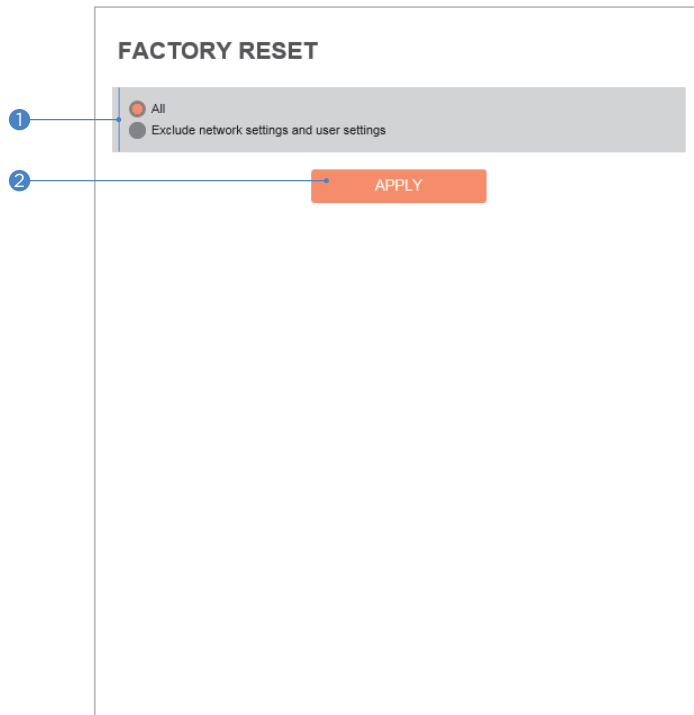 FACTORY RESET
1
All
Exclude network settings and user settings
2
APPLY